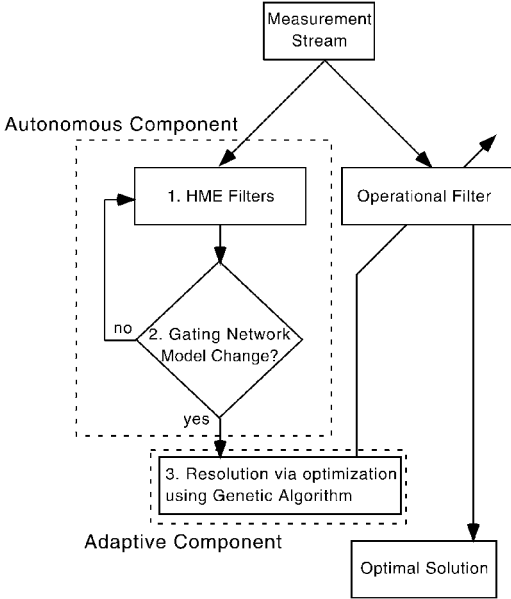 Measurement
Stream
Autonomous Component
1. HME Filters
Operational Filter
no
2. Gating Network
Model Change?
yes
3. Resolution via optimization
using Genetic Algorithm
Adaptive Component
Optimal Solution